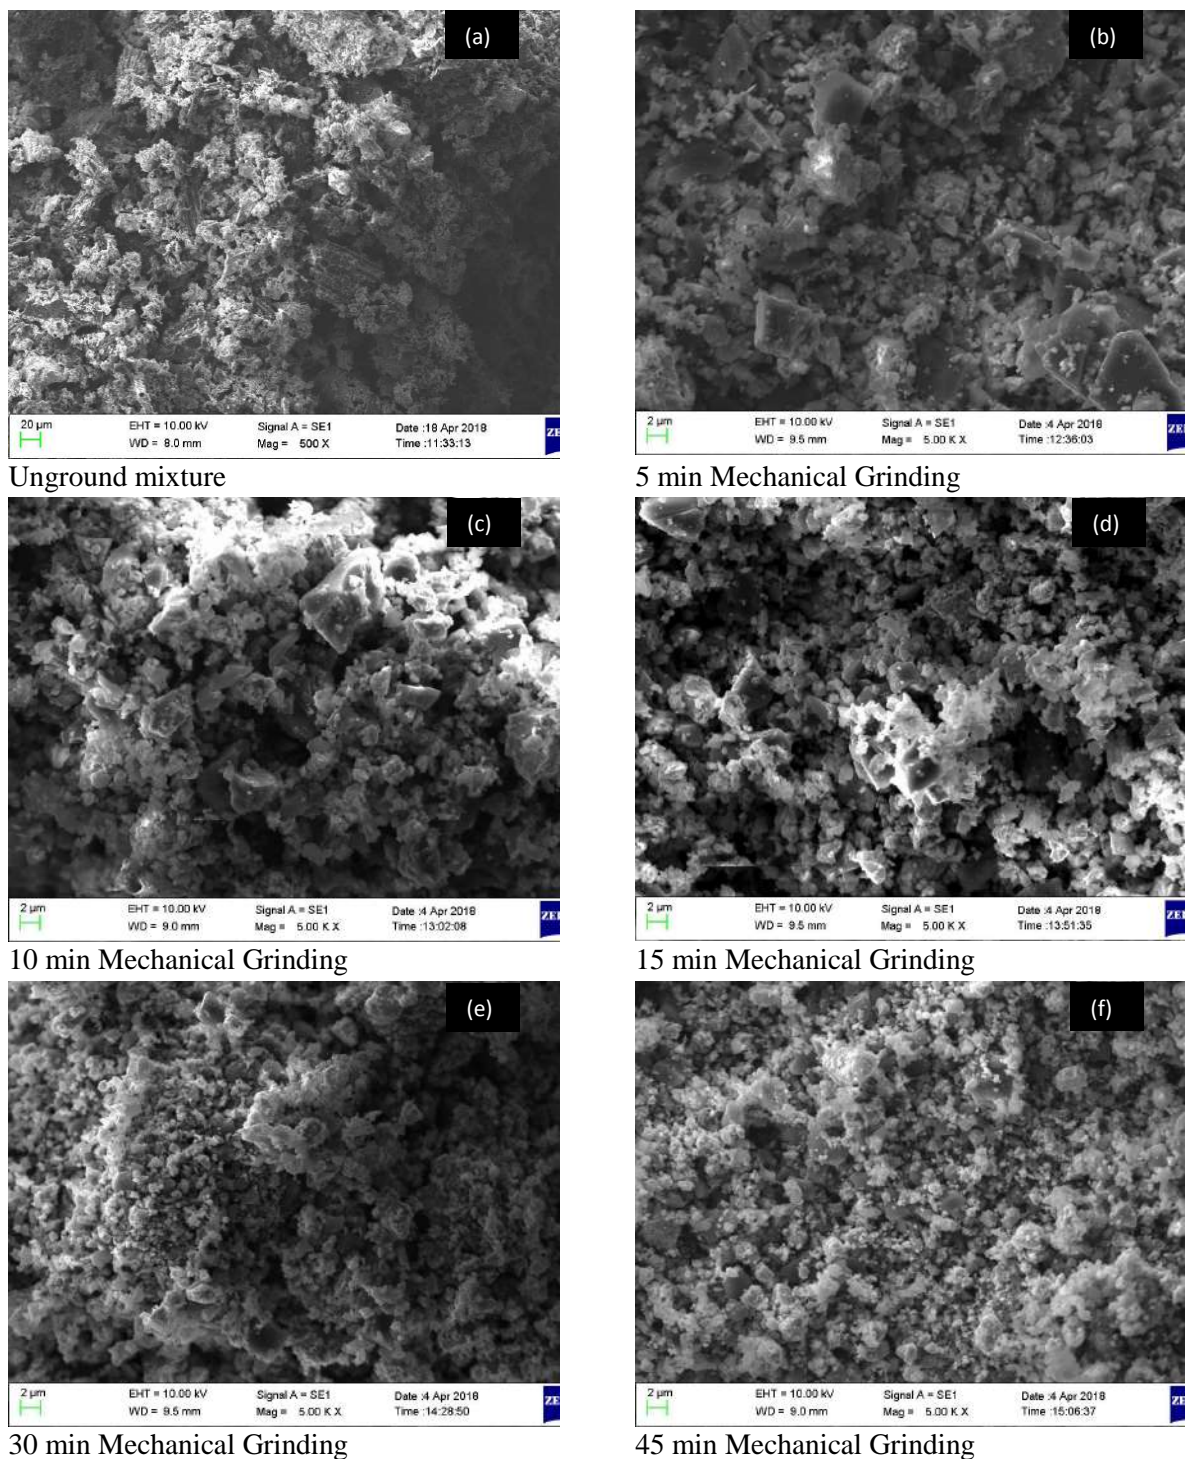 (a)
20 µm
EHT = 10.00 kV
Signal A = SE1
Date :18 Apr 2018
WD = 8.0 mm
Mag = 500 X
Time :11:33:13
Unground mixture
(b)
2 µm
EHT = 10.00 kV
Signal A = SE1
Date :4 Apr 2018
WD = 9.5 mm
Mag = 5.00 K X
Time :12:36:03
5 min Mechanical Grinding
(c)
2 µm
EHT = 10.00 kV
Signal A = SE1
Date :4 Apr 2018
WD = 9.0 mm
Mag = 5.00 K X
Time :13:02:08
10 min Mechanical Grinding
(d)
2 µm
EHT = 10.00 kV
Signal A = SE1
Date :4 Apr 2018
WD = 9.5 mm
Mag = 5.00 K X
Time :13:51:35
15 min Mechanical Grinding
(e)
2 µm
EHT = 10.00 kV
Signal A = SE1
Date :4 Apr 2018
WD = 9.5 mm
Mag = 5.00 K X
Time :14:28:50
30 min Mechanical Grinding
(f)
2 µm
EHT = 10.00 kV
Signal A = SE1
Date :4 Apr 2018
WD = 9.0 mm
Mag = 5.00 K X
Time :15:06:37
45 min Mechanical Grinding